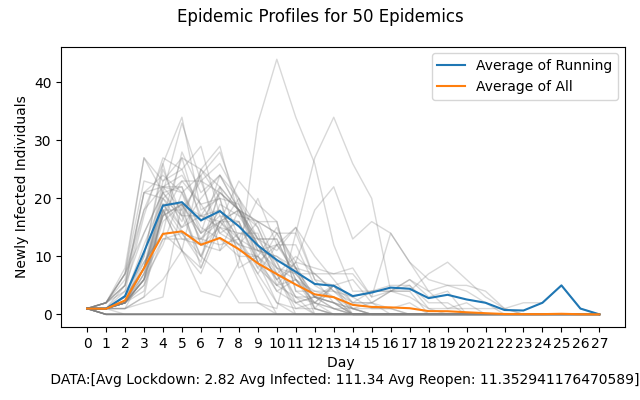 Epidemic Profiles for 50 Epidemics
Average of Running
Average of All
Newly Infected Individuals
40
30
20
10
0
0 1 2 3 4 5 6 7 8 9 10 11 12 13 14 15 16 17 18 19 20 21 22 23 24 25 26 27
Day
DATA:[Avg Lockdown: 2.82 Avg Infected: 111.34 Avg Reopen: 11.352941176470589]